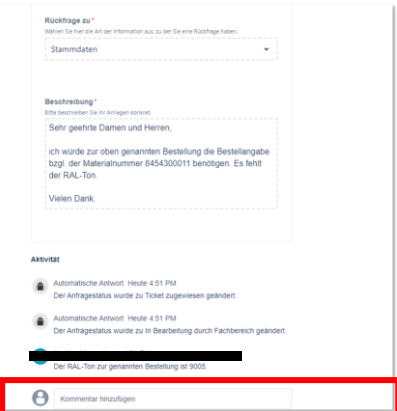 Rückfrage zu*
Wählen Sie hier die Art der Information aus, zu der Sie eine Rückfrage haben.
Stammdaten
Beschreibung*
Bitte beschreiben Sie Ihr Anliegen konkret.
Sehr geehrte Damen und Herren,
ich würde zur oben genannten Bestellung die Bestellangabe
bzgl. der Materialnummer 8454300011 benötigen. Es fehlt
der RAL-Ton.
Vielen Dank.
Aktivität
Automatische Antwort Heute 4:51 PM
Der Anfragestatus wurde zu Ticket zugewiesen geändert.
Automatische Antwort Heute 4:51 PM
Der Anfragestatus wurde zu In Bearbeitung durch Fachbereich geändert.
Der RAL-Ton zur genannten Bestellung ist 9005.
Kommentar hinzufügen